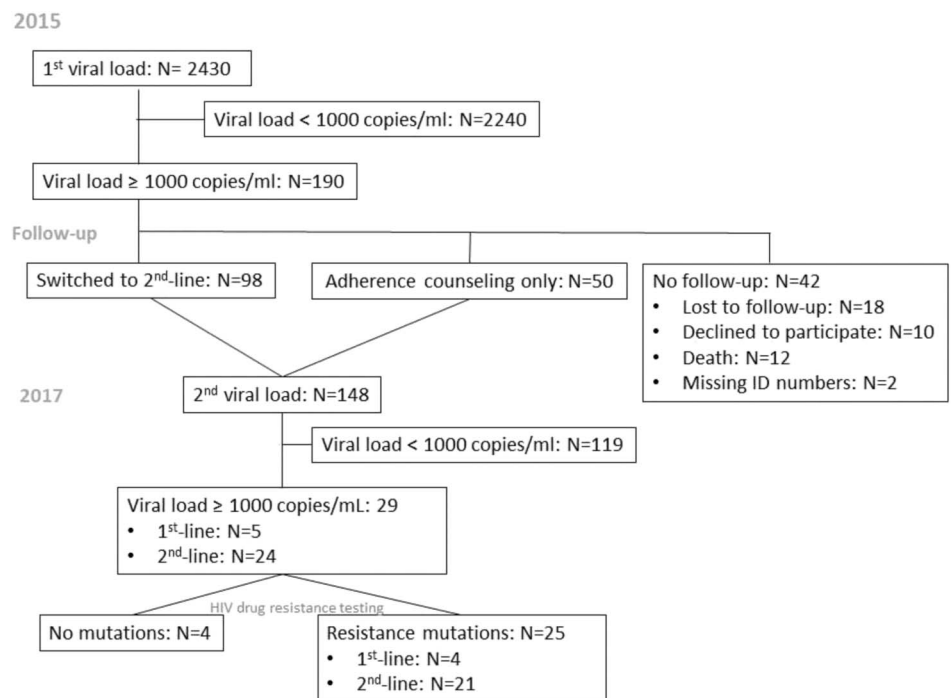 2015
1st viral load: N= 2430
Viral load < 1000 copies/ml: N=2240
Viral load ≥ 1000 copies/ml: N=190
Follow-up
Switched to 2nd-line: N=98
Adherence counseling only: N=50
No follow-up: N=42
• Lost to follow-up: N=18
• Declined to participate: N=10
• Death: N=12
• Missing ID numbers: N=2
2017
2nd viral load: N=148
Viral load < 1000 copies/ml: N=119
Viral load ≥ 1000 copies/mL: 29
• 1st-line: N=5
• 2nd-line: N=24
HIV drug resistance testing
No mutations: N=4
Resistance mutations: N=25
• 1st-line: N=4
• 2nd-line: N=21